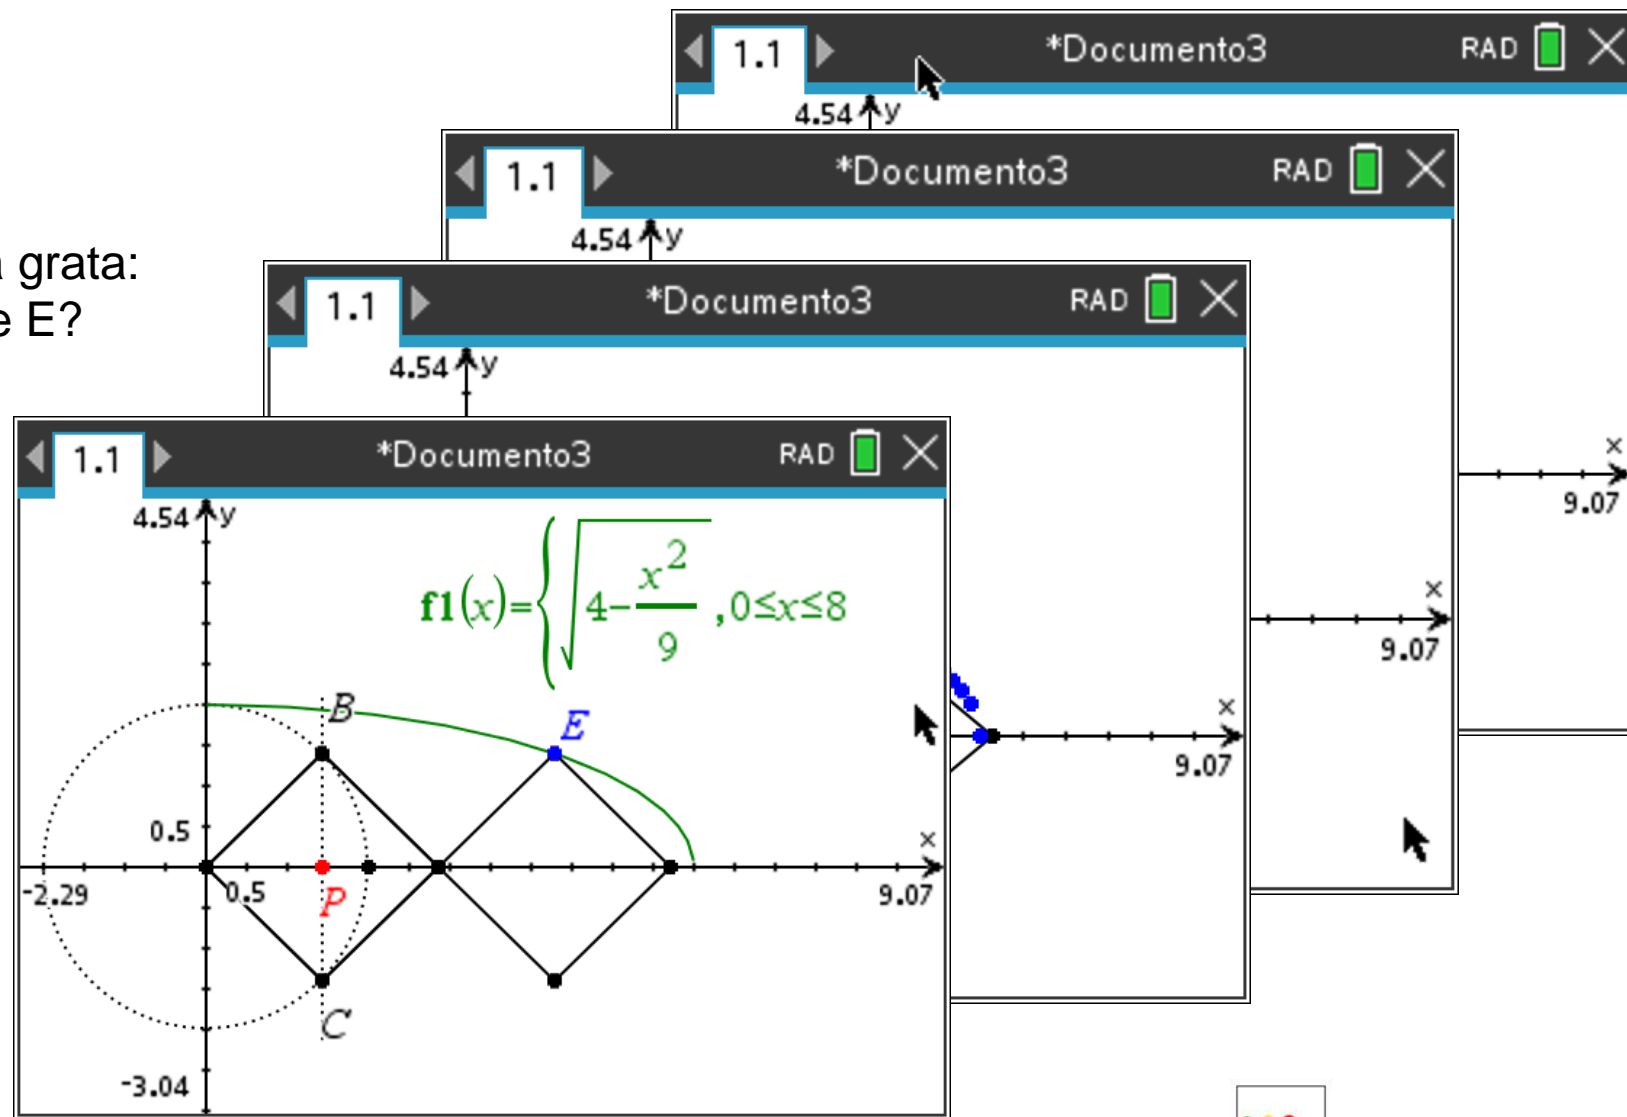 1.1 *Documento3 RAD
4.54 y
x
9.07
1.1 *Documento3 RAD
4.54 y
x
9.07
grata:
E?
1.1 *Documento3 RAD
4.54 y
x
9.07
1.1 *Documento3 RAD
4.54 y
f1(x)={√4-x²/9 ,0≤x≤8
B
E
0.5
x
-2.29 0.5 P 9.07
C
-3.04